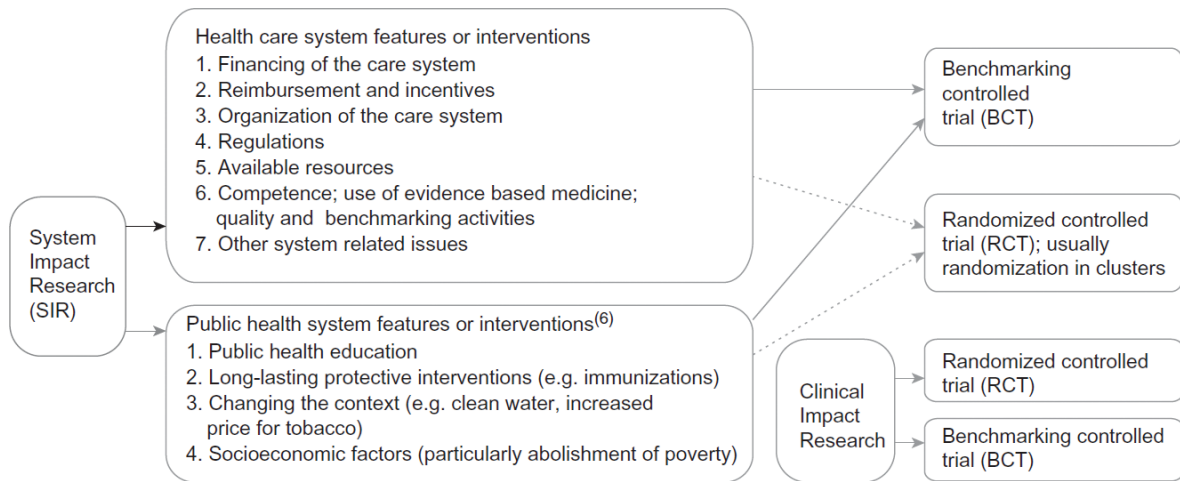 System
Impact
Research
(SIR)
Health care system features or interventions
1. Financing of the care system
2. Reimbursement and incentives
3. Organization of the care system
4. Regulations
5. Available resources
6. Competence; use of evidence based medicine;
quality and benchmarking activities
7. Other system related issues
Public health system features or interventions(6)
1. Public health education
2. Long-lasting protective interventions (e.g. immunizations)
3. Changing the context (e.g. clean water, increased
price for tobacco)
4. Socioeconomic factors (particularly abolishment of poverty)
Benchmarking
controlled
trial (BCT)
Randomized controlled
trial (RCT); usually
randomization in clusters
Clinical
Impact
Research
Randomized controlled
trial (RCT)
Benchmarking controlled
trial (BCT)